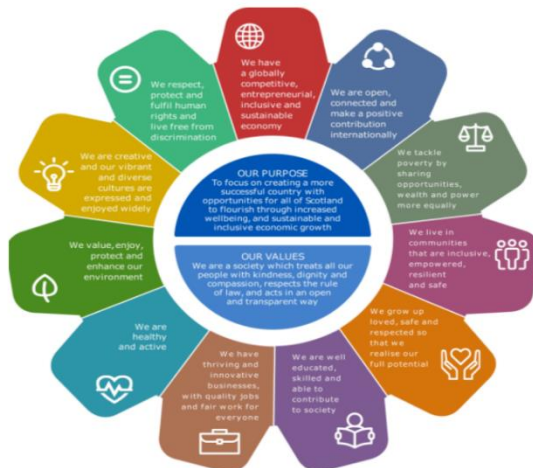 We have
a globally
competitive,
entrepreneurial,
inclusive and
sustainable
economy
We are open,
connected and
make a positive
contribution
internationally
We tackle
poverty by
sharing
opportunities,
wealth and power
more equally
We live in
communities
that are inclusive,
empowered,
resilient
and safe
We grow up
loved, safe and
respected so
that we
realise our
full potential
We are well
educated,
skilled and
able to
contribute
to society
We have
thriving and
innovative
businesses,
with quality jobs
and fair work for
everyone
We are
healthy
and active
We value, enjoy,
protect and
enhance our
environment
We are creative
and our vibrant
and diverse
cultures are
expressed and
enjoyed widely
We respect,
protect and
fulfil human
rights and
live free from
discrimination
OUR PURPOSE
To focus on creating a more
successful country with
opportunities for all of Scotland
to flourish through increased
wellbeing, and sustainable and
inclusive economic growth
OUR VALUES
We are a society which treats all our
people with kindness, dignity and
compassion, respects the rule
of law, and acts in an open
and transparent way